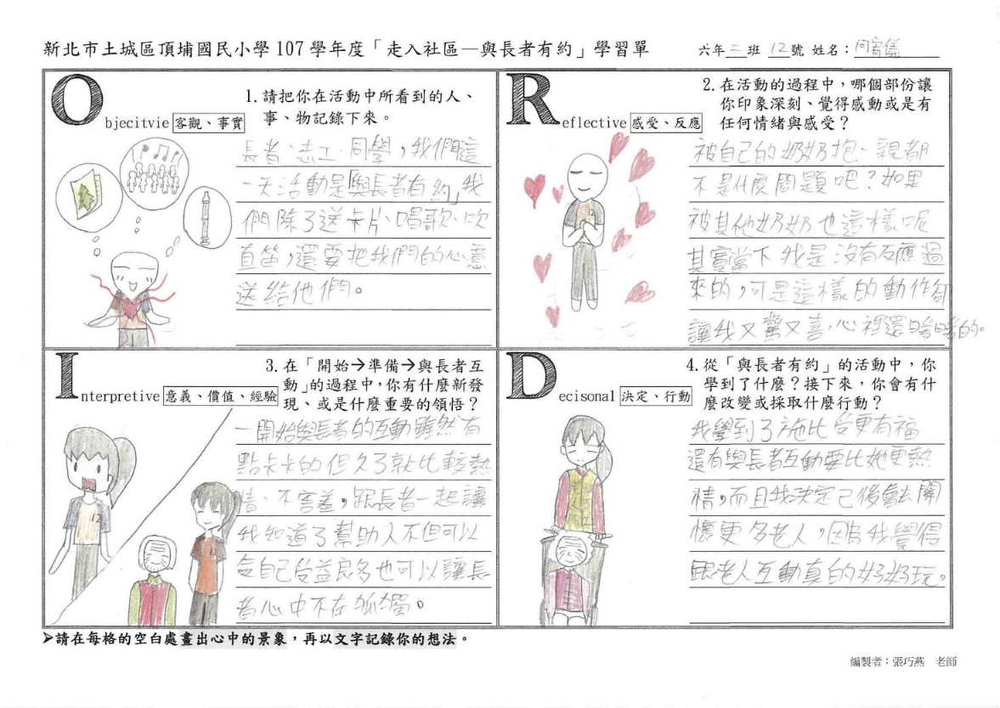 新北市土城區頂埔國民小學 107 學年度「走入社區—與長者有約」學習單
六年三班 12號 姓名：
O
bjecitvie 客觀、事實
1. 請把你在活動中所看到的人、
事、物記錄下來。
長者、志工、同學，我們這
一天活動是「與長者有約」我
們除了送卡片、唱歌、吹
直笛，還要把我們的心意
送給他們。
R
eflective 感受、反應
2. 在活動的過程中，哪個部份讓
你印象深刻、覺得感動或是有
任何情緒與感受？
被自己的奶奶抱、親都
不是什麼問題吧？如果
被其他奶奶也這樣呢
其實當下我是沒有反應過
來的，可是這樣的動作卻
讓我又驚又喜，心裡還暖暖的。
12
I
nterpretive 意義、價值、經驗
3. 在「開始→準備→與長者互
動」的過程中，你有什麼新發
現、或是什麼重要的領悟？
一開始與長者的互動雖然有
點卡卡的但久了就比較熱
情、不害羞，跟長者一起讓
我知道了幫助人不但可以
使自己受益良多也可以讓長
者心中不在孤獨。
12
D
ecisonal 決定、行動
4. 從「與長者有約」的活動中，你
學到了什麼？接下來，你會有什
麼改變或採取什麼行動？
我學到了施比受更有福
還有與長者互動要比她更熱
情，而且我決定己後會去關
懷更多老人，因為我覺得
跟老人互動真的好好玩。
➢請在每格的空白處畫出心中的景象，再以文字記錄你的想法。
編製者：張巧燕 老師